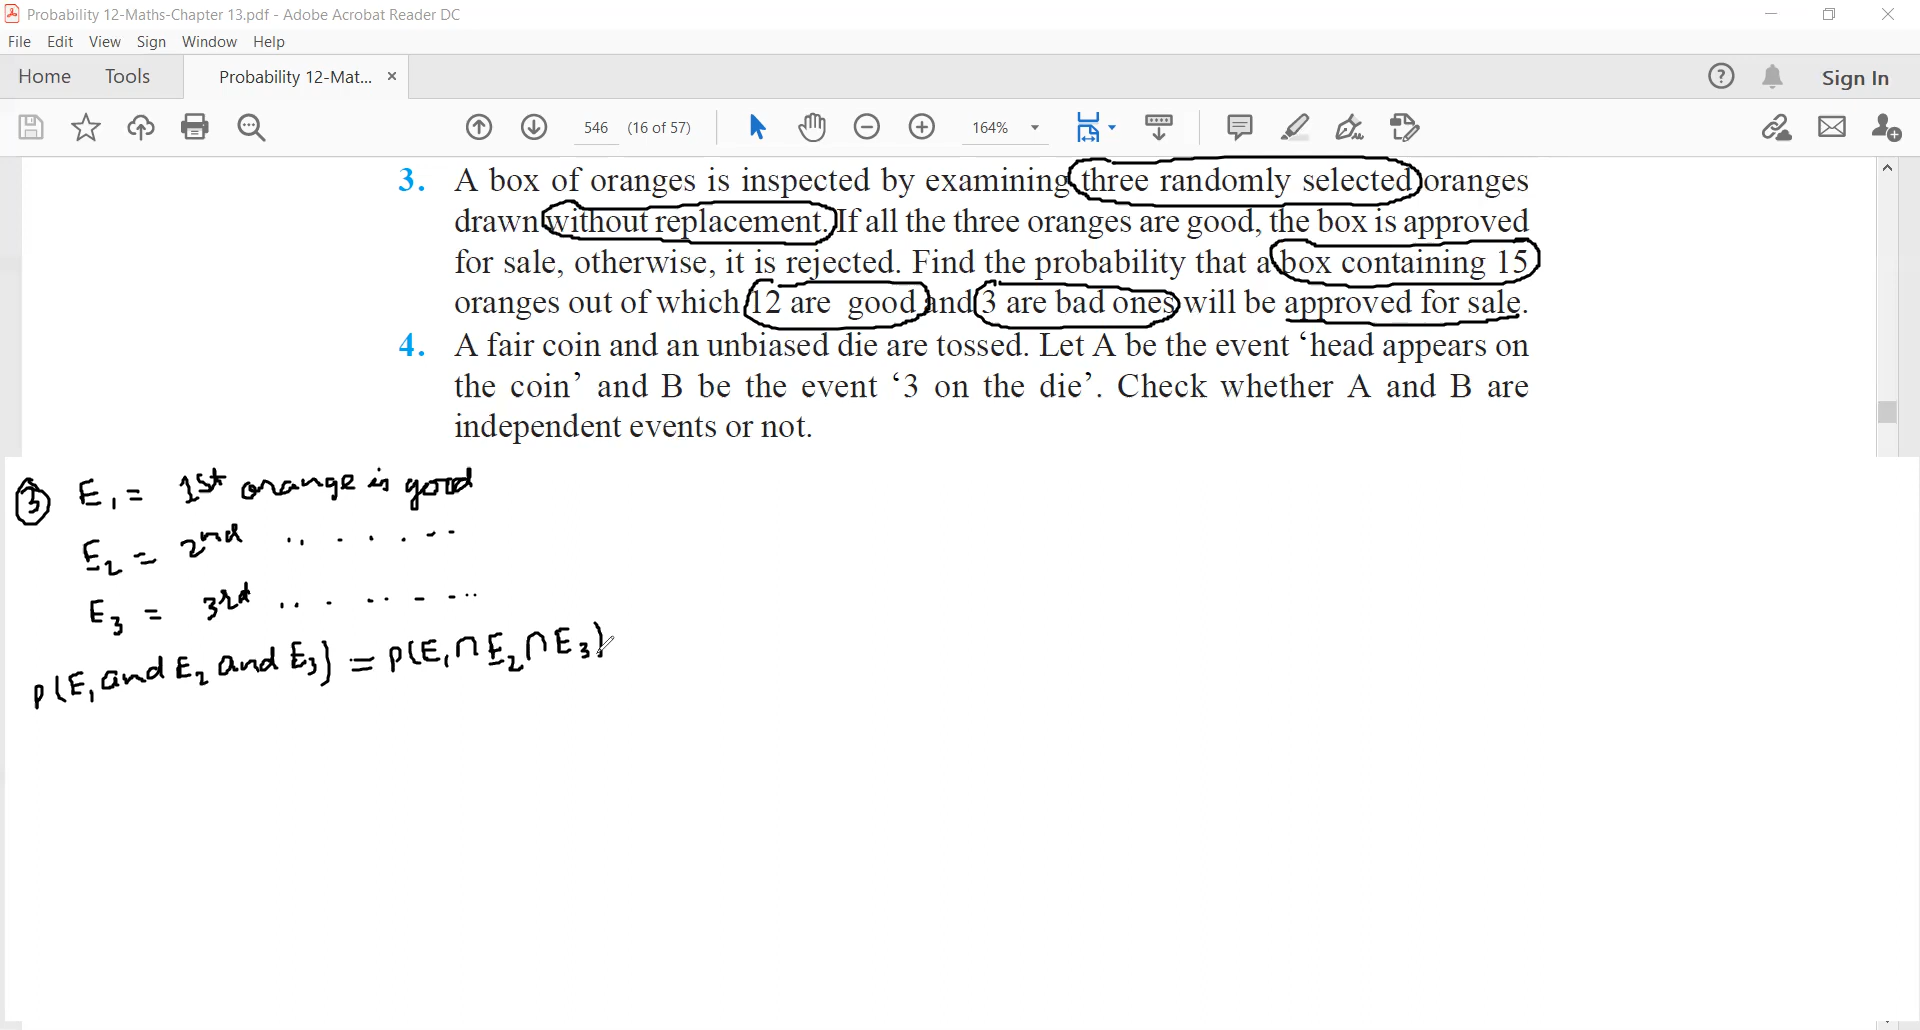 Probability 12-Maths-Chapter 13.pdf - Adobe Acrobat Reader DC
File Edit View Sign Window Help
Home Tools Probability 12-Mat... × Sign In
546 (16 of 57) 164%
3. A box of oranges is inspected by examining three randomly selected oranges
drawn without replacement. If all the three oranges are good, the box is approved
for sale, otherwise, it is rejected. Find the probability that a box containing 15
oranges out of which 12 are good and 3 are bad ones will be approved for sale.
4. A fair coin and an unbiased die are tossed. Let A be the event ‘head appears on
the coin’ and B be the event ‘3 on the die’. Check whether A and B are
independent events or not.
③ E₁ = 1st orange is good
E₂ = 2nd .. . . . . ..
E₃ = 3rd .. . .. . . ..
P(E₁ and E₂ and E₃) = P(E₁∩E₂∩E₃)